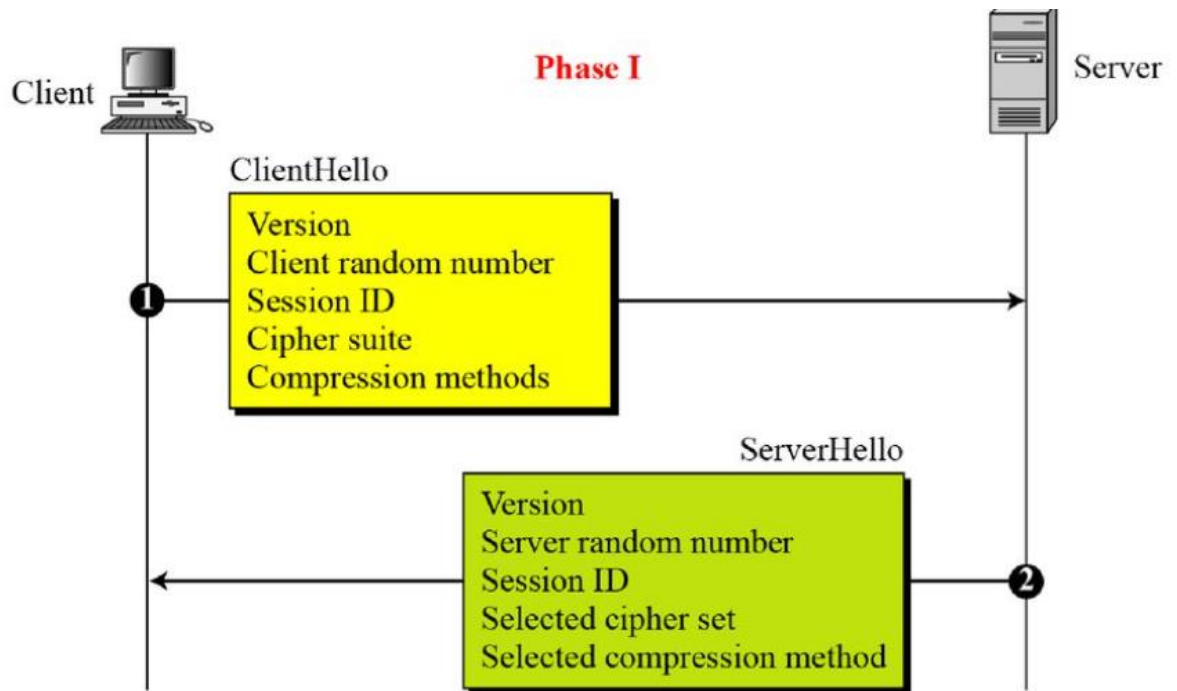 Phase I
Client
Server
ClientHello
Version
Client random number
1
Session ID
Cipher suite
Compression methods
ServerHello
Version
Server random number
Session ID
2
Selected cipher set
Selected compression method